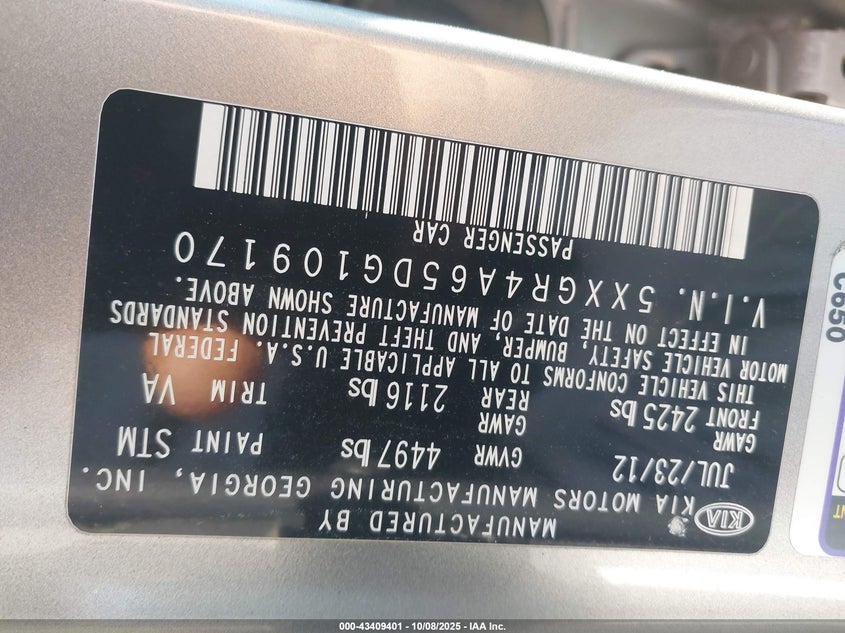 MANUFACTURED BY
KIA KIA MOTORS MANUFACTURING GEORGIA, INC.
JUL/23/12 GVWR 4497 lbs PAINT STM
GAWR FRONT 2425 lbs GAWR REAR 2116 lbs TRIM VA
THIS VEHICLE CONFORMS TO ALL APPLICABLE U.S.A. FEDERAL
MOTOR VEHICLE SAFETY, BUMPER, AND THEFT PREVENTION STANDARDS
IN EFFECT ON THE DATE OF MANUFACTURE SHOWN ABOVE.
V.I.N. 5XXGR4A65DG109170
PASSENGER CAR
C650
000-43409401 - 10/08/2025 - IAA Inc.